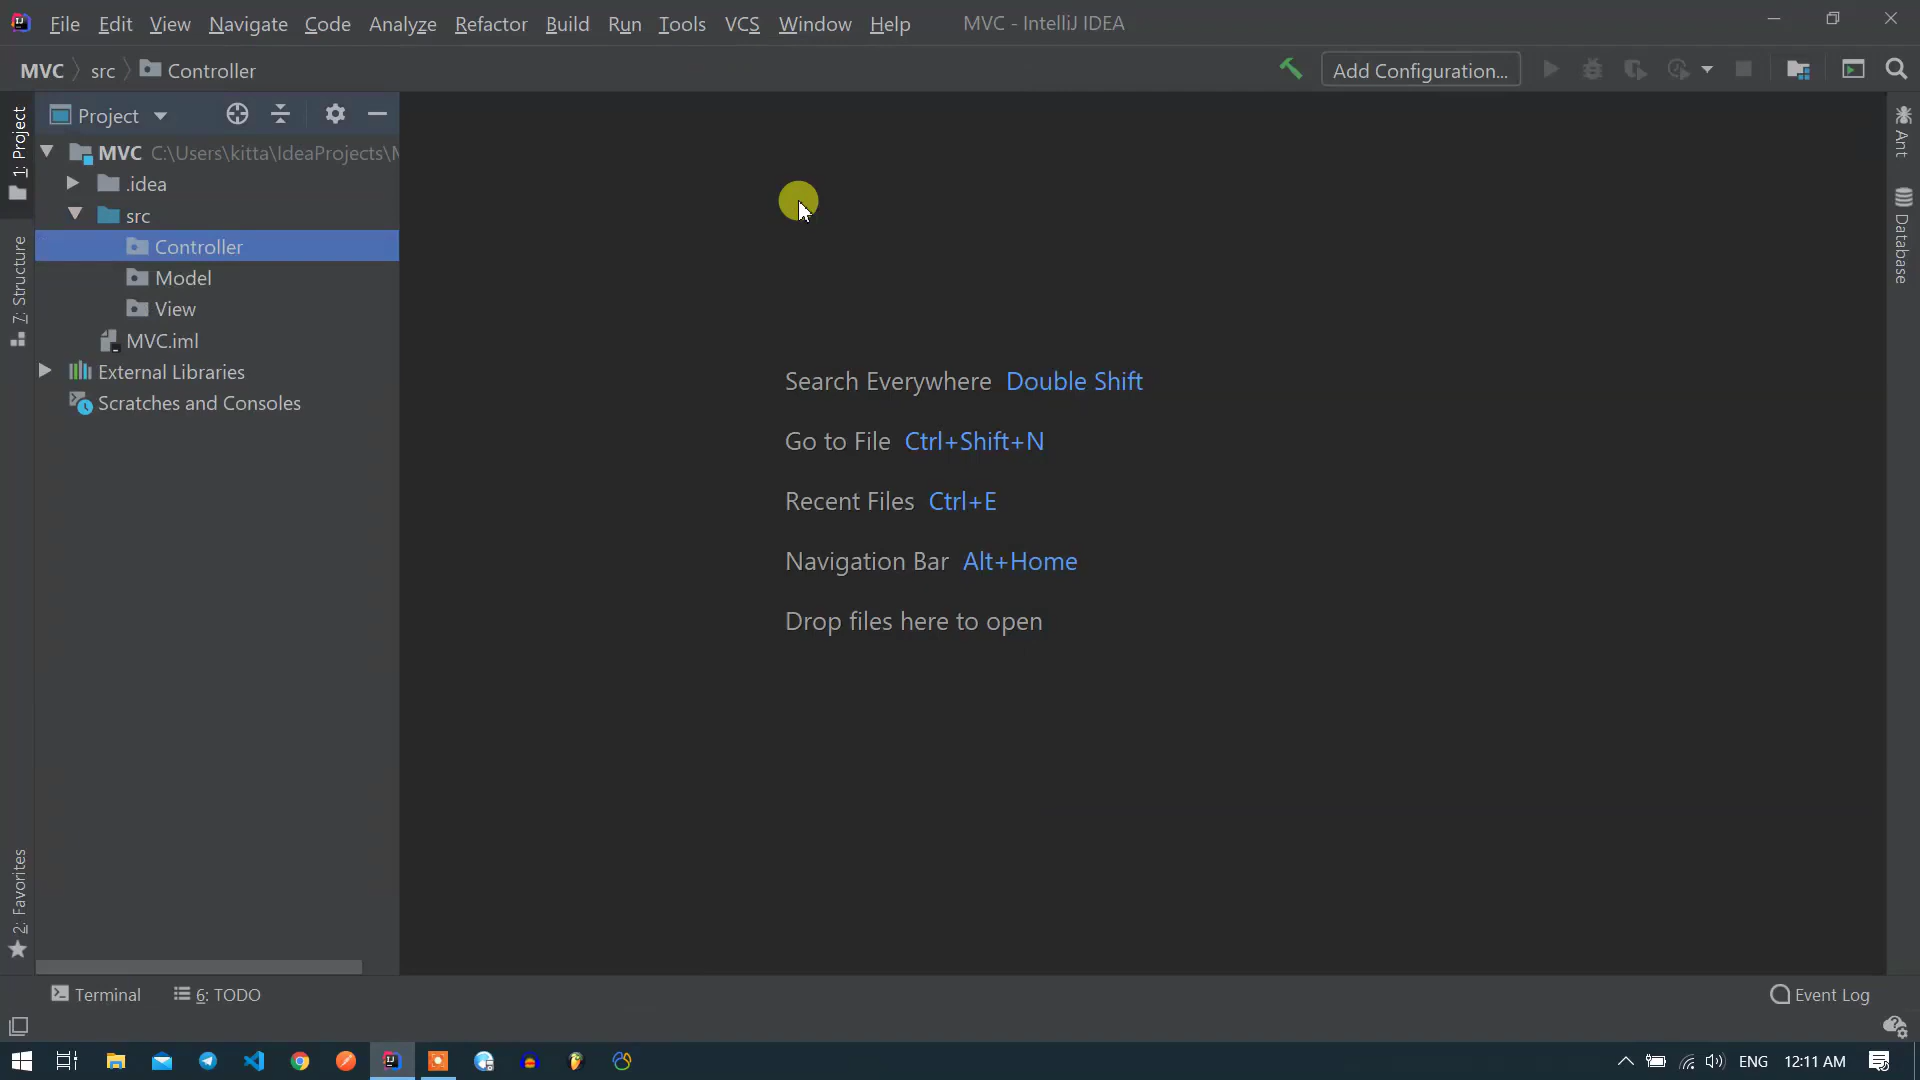 File Edit View Navigate Code Analyze Refactor Build Run Tools VCS Window Help MVC - IntelliJ IDEA
MVC src Controller Add Configuration...
Project
MVC C:\Users\kitta\IdeaProjects\
.idea
src
Controller
Model
View
MVC.iml
External Libraries
Scratches and Consoles
1: Project
7: Structure
2: Favorites
Search Everywhere Double Shift
Go to File Ctrl+Shift+N
Recent Files Ctrl+E
Navigation Bar Alt+Home
Drop files here to open
Ant
Database
Terminal 6: TODO Event Log
ENG 12:11 AM